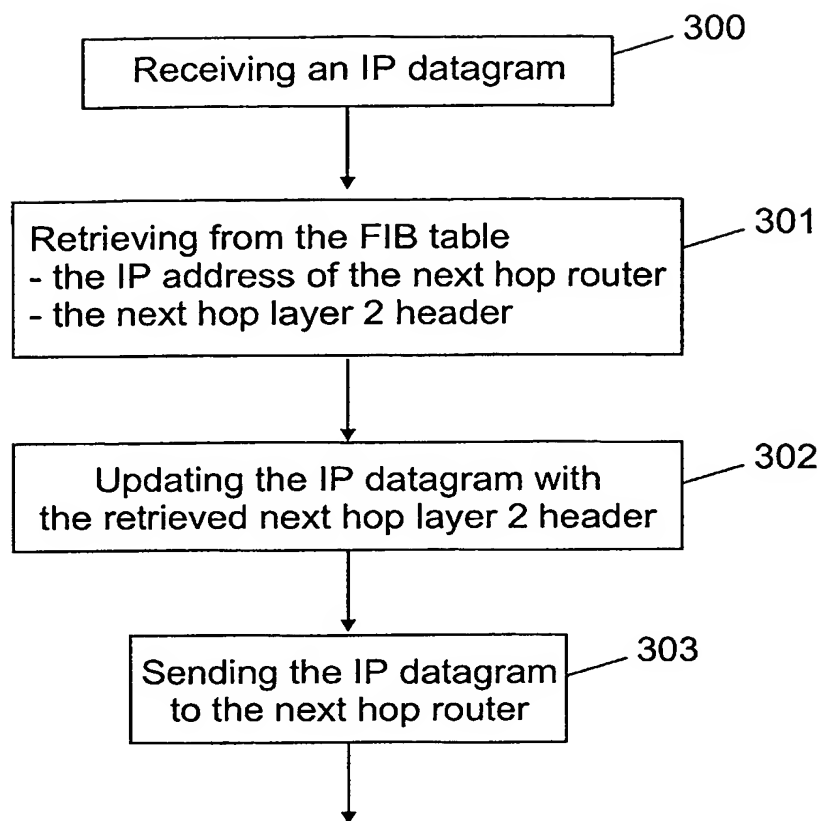 300
Receiving an IP datagram
301
Retrieving from the FIB table
- the IP address of the next hop router
- the next hop layer 2 header
302
Updating the IP datagram with
the retrieved next hop layer 2 header
303
Sending the IP datagram
to the next hop router